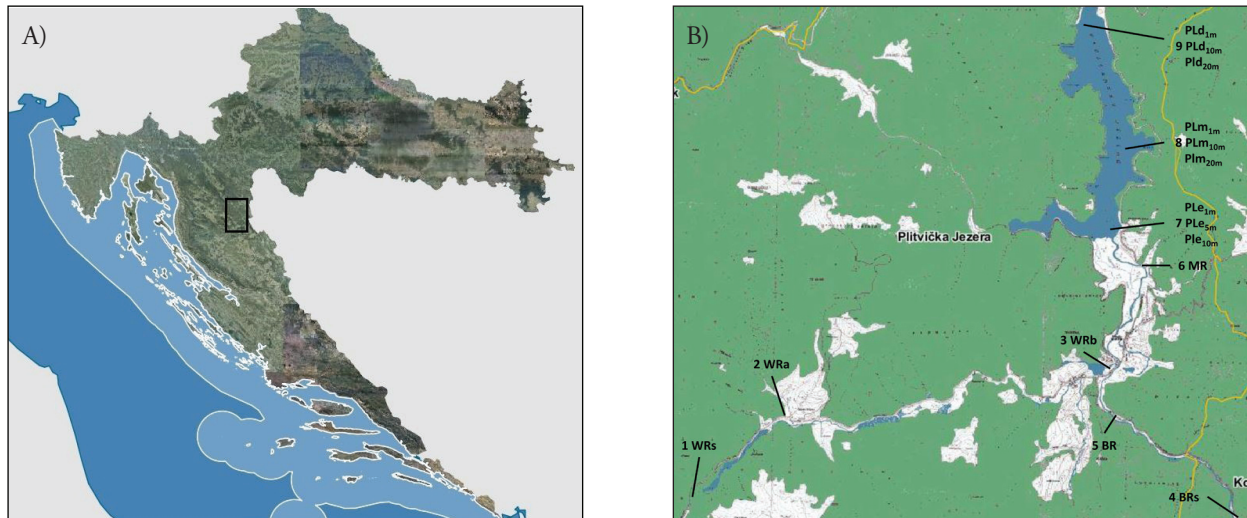 A)
B)
PLd1m
9 PLd10m
Pld20m
PLm1m
8 PLm10m
Plm20m
PLe1m
7 PLe5m
Ple10m
Plitvička Jezera
6 MR
3 WRb
2 WRa
1 WRs
5 BR
4 BRs
Ko